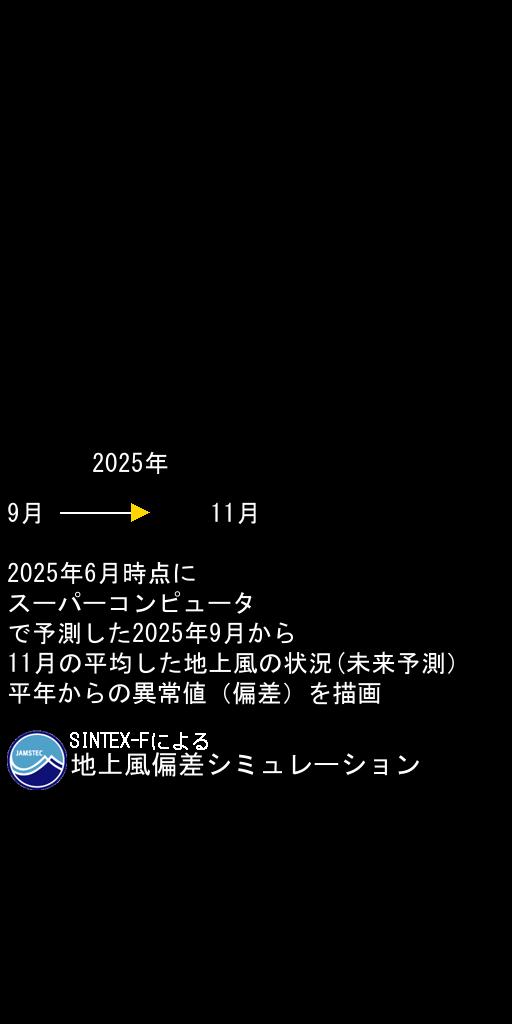 2025年
9月 11月
2025年6月時点に
スーパーコンピュータ
で予測した2025年9月から
11月の平均した地上風の状況(未来予測)
平年からの異常値（偏差）を描画
SINTEX-Fによる
JAMSTEC
地上風偏差シミュレーション